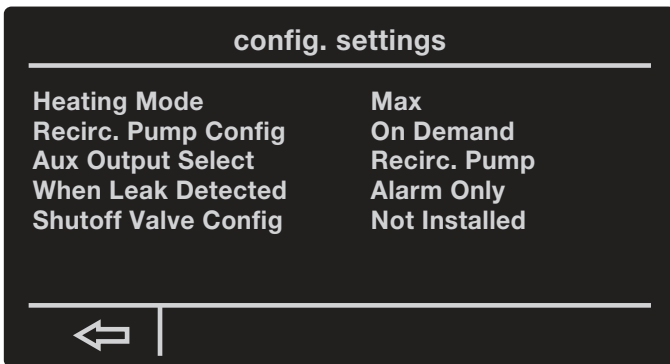 config. settings
Heating Mode Max
Recirc. Pump Config On Demand
Aux Output Select Recirc. Pump
When Leak Detected Alarm Only
Shutoff Valve Config Not Installed